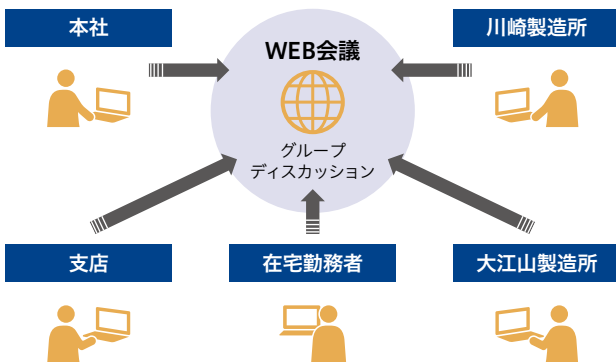 本社
WEB会議
川崎製造所
グループ
ディスカッション
支店
在宅勤務者
大江山製造所